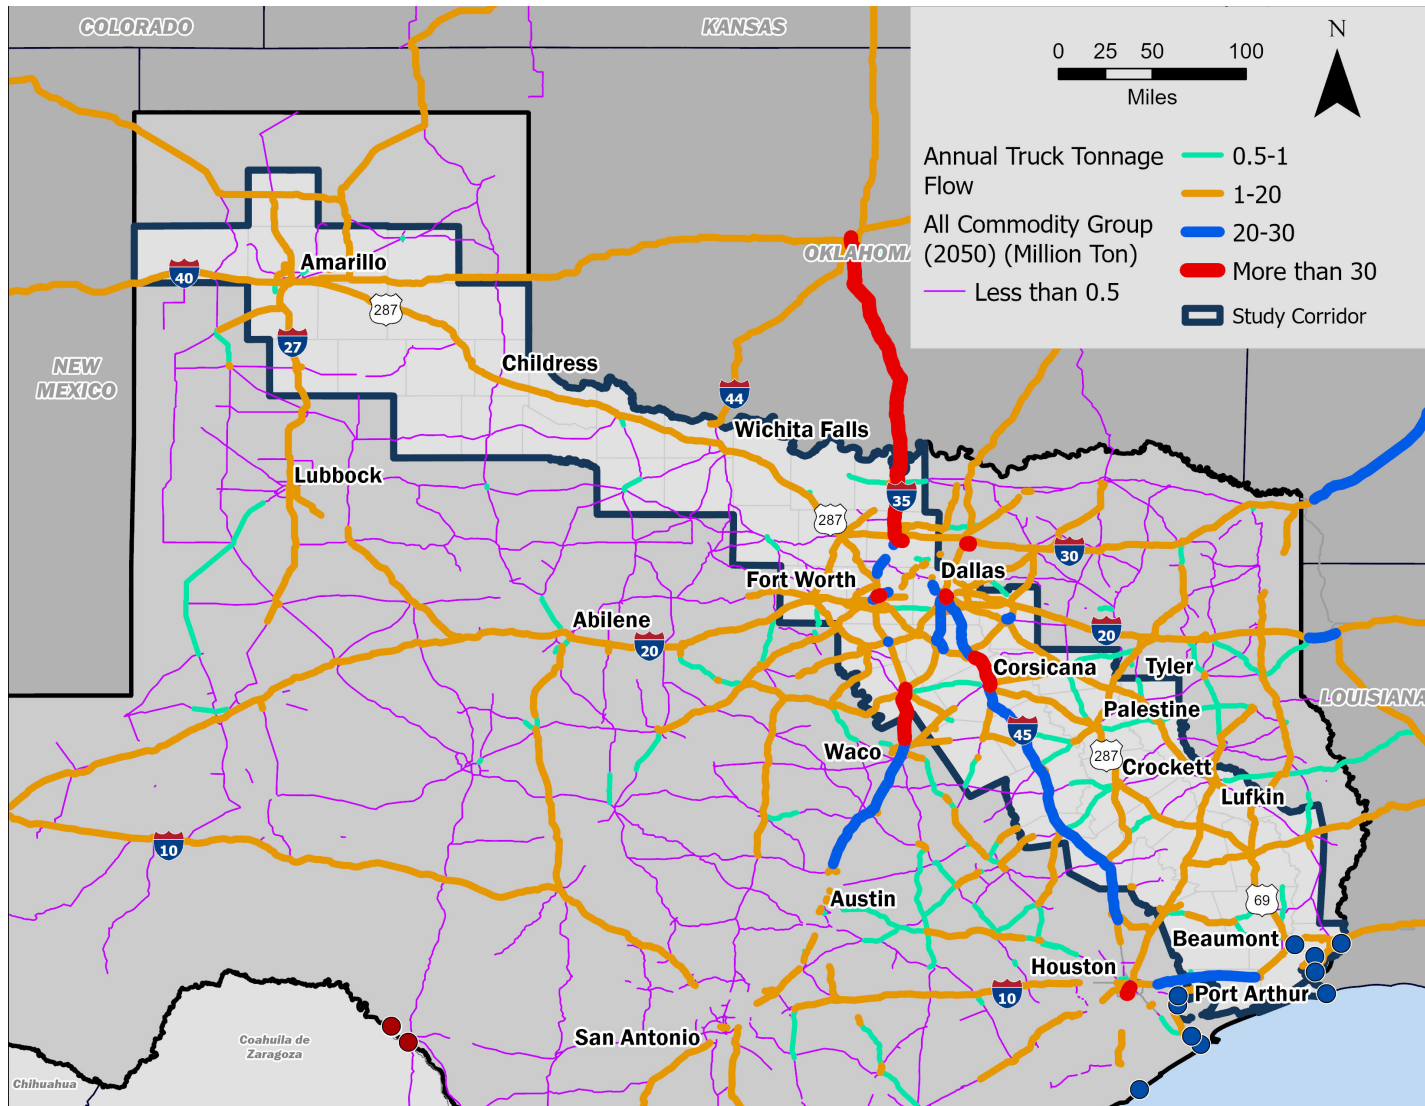 COLORADO
KANSAS
0 25 50 100
Miles
N
Annual Truck Tonnage
Flow
All Commodity Group
(2050) (Million Ton)
Less than 0.5
0.5-1
1-20
20-30
More than 30
Study Corridor
OKLAHOMA
Amarillo
40
287
27
NEW
MEXICO
Childress
44
Wichita Falls
Lubbock
35
287
30
Fort Worth
Dallas
Abilene
20
20
Corsicana
Tyler
LOUISIANA
Palestine
45
Waco
287
Crockett
Lufkin
10
Austin
69
Beaumont
Houston
10
Port Arthur
San Antonio
Coahuila de
Zaragoza
Chihuahua